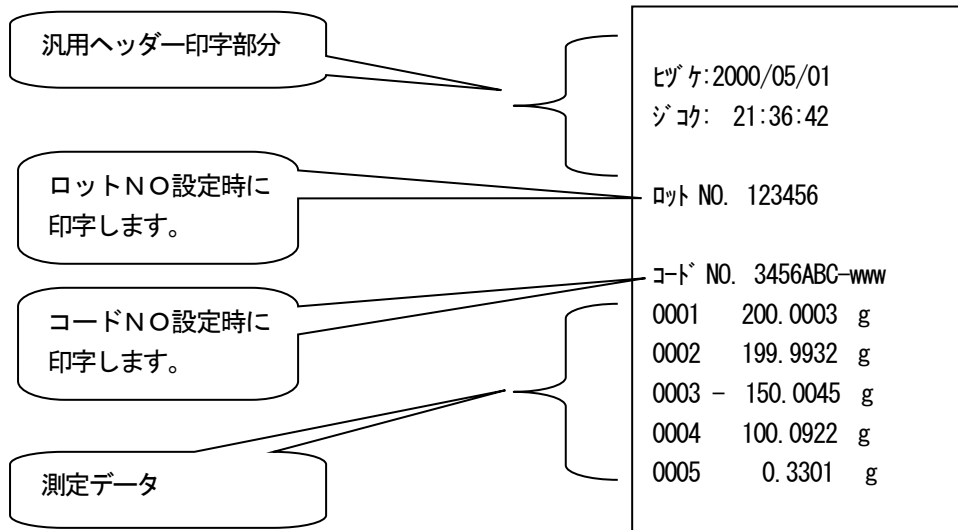 汎用ヘッダー印字部分
ロットＮＯ設定時に
印字します。
コードＮＯ設定時に
印字します。
測定データ
ﾋﾂﾞｹ:2000/05/01
ｼﾞｺｸ: 21:36:42
ﾛｯﾄ NO. 123456
ｺｰﾄﾞ NO. 3456ABC-www
0001 200.0003 g
0002 199.9932 g
0003 - 150.0045 g
0004 100.0922 g
0005 0.3301 g